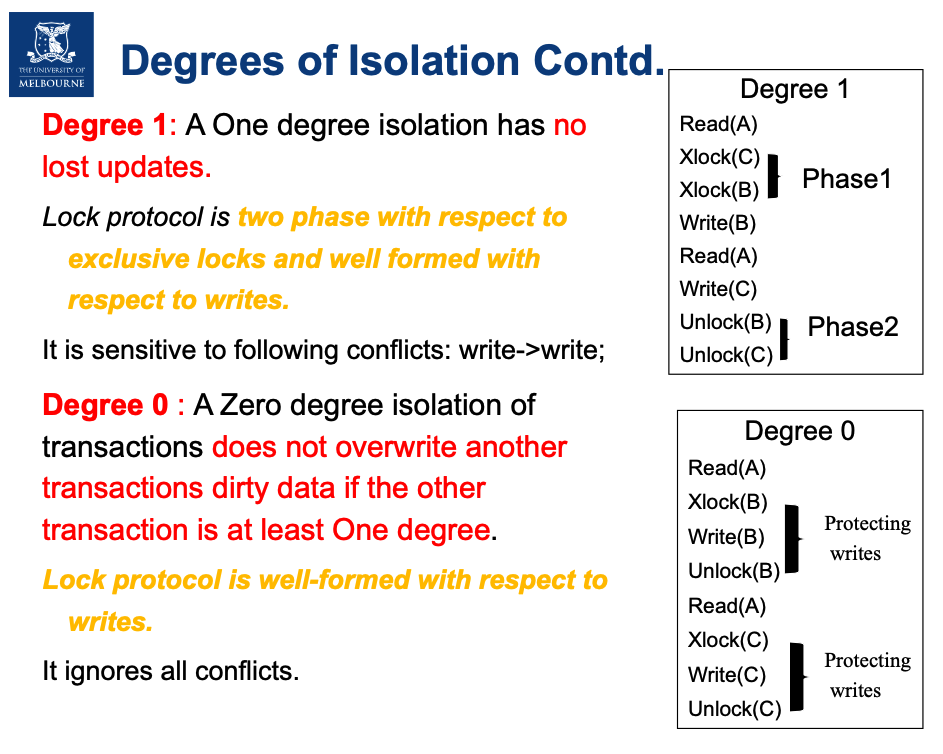 THE UNIVERSITY OF
MELBOURNE
Degrees of Isolation Contd.
Degree 1: A One degree isolation has no
lost updates.
Lock protocol is two phase with respect to
exclusive locks and well formed with
respect to writes.
It is sensitive to following conflicts: write->write;
Degree 0 : A Zero degree isolation of
transactions does not overwrite another
transactions dirty data if the other
transaction is at least One degree.
Lock protocol is well-formed with respect to
writes.
It ignores all conflicts.
Degree 1
Read(A)
Xlock(C)
Xlock(B)
Phase1
Write(B)
Read(A)
Write(C)
Unlock(B)
Unlock(C)
Phase2
Degree 0
Read(A)
Xlock(B)
Write(B)
Unlock(B)
Protecting
writes
Read(A)
Xlock(C)
Write(C)
Unlock(C)
Protecting
writes